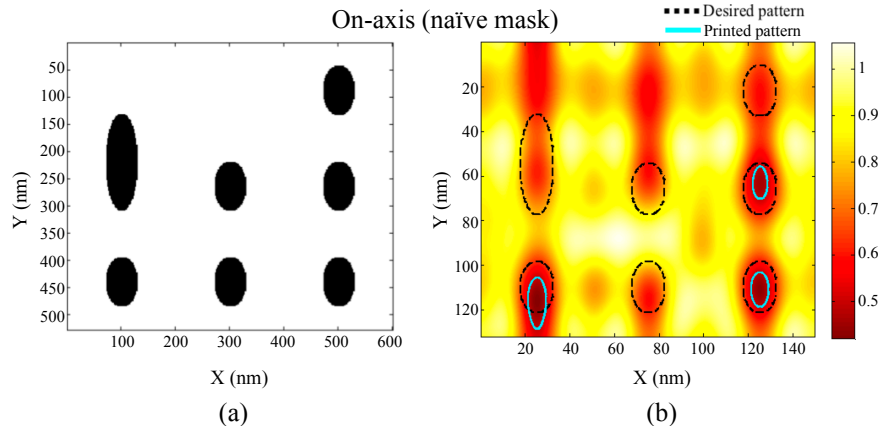 On-axis (naïve mask)
Desired pattern
Printed pattern
50
100
150
200
250
300
350
400
450
500
Y (nm)
100 200 300 400 500 600
X (nm)
(a)
20
40
60
80
100
120
Y (nm)
20 40 60 80 100 120 140
X (nm)
(b)
1
0.9
0.8
0.7
0.6
0.5